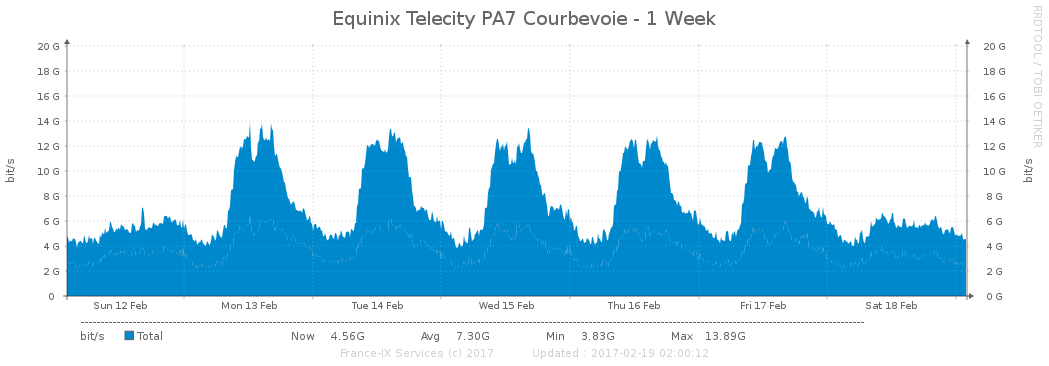 Equinix Telecity PA7 Courbevoie - 1 Week
RRDTOOL / TOBI OETIKER
20 G 20 G
18 G 18 G
16 G 16 G
14 G 14 G
12 G 12 G
10 G 10 G
8 G 8 G
6 G 6 G
4 G 4 G
2 G 2 G
0 0 G
bit/s
bit/s
Sun 12 Feb Mon 13 Feb Tue 14 Feb Wed 15 Feb Thu 16 Feb Fri 17 Feb Sat 18 Feb
bit/s Total Now 4.56G Avg 7.30G Min 3.83G Max 13.89G
France-IX Services (c) 2017 Updated : 2017-02-19 02:00:12